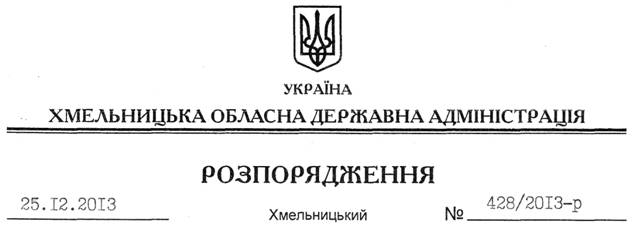 УКРАЇНА
ХМЕЛЬНИЦЬКА ОБЛАСНА ДЕРЖАВНА АДМІНІСТРАЦІЯ
РОЗПОРЯДЖЕННЯ
25.12.2013 Хмельницький № 428/2013-р